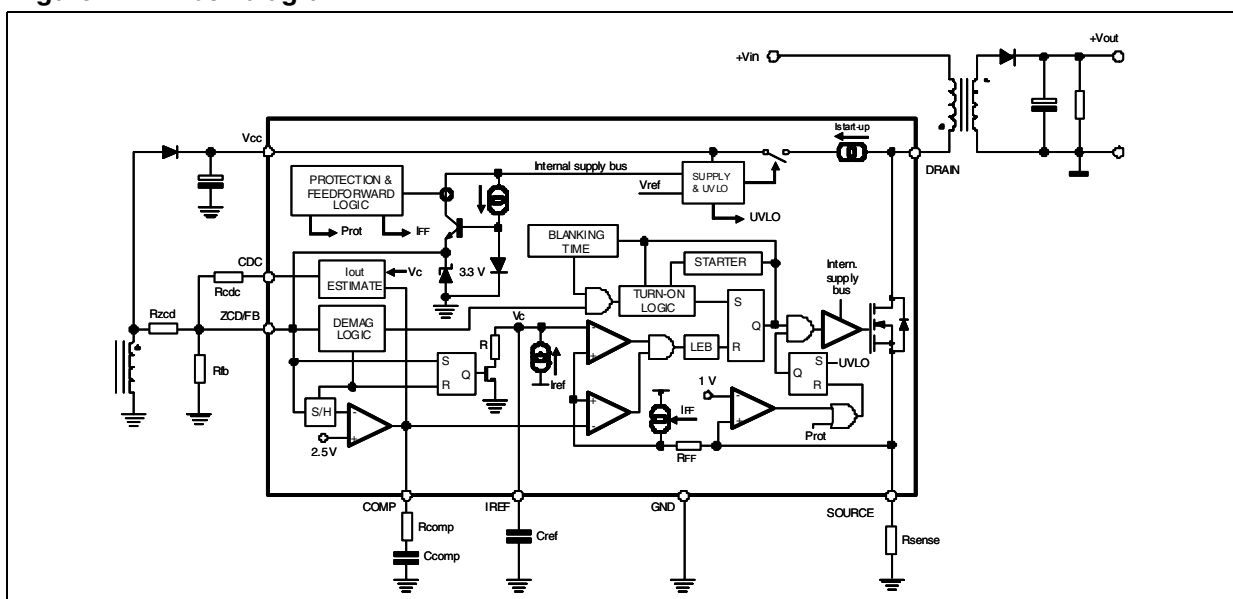 +Vin
+Vout
Vcc
Istart-up
DRAIN
Internal supply bus
PROTECTION &
FEEDFORWARD
LOGIC
SUPPLY
& UVLO
Vref
UVLO
Prot
IFF
BLANKING
TIME
STARTER
Intern.
supply
bus
CDC
Rcdc
Iout
ESTIMATE
Vc
3.3 V
TURN-ON
LOGIC
S
Q
R
Rzcd
ZCD/FB
DEMAG
LOGIC
Vc
R
-
+
LEB
Rfb
S
Q
R
Iref
S
UVLO
Q
R
1 V
-
+
S/H
-
+
2.5 V
+
-
IFF
RFF
Prot
COMP
IREF
GND
SOURCE
Rcomp
Ccomp
Cref
Rsense